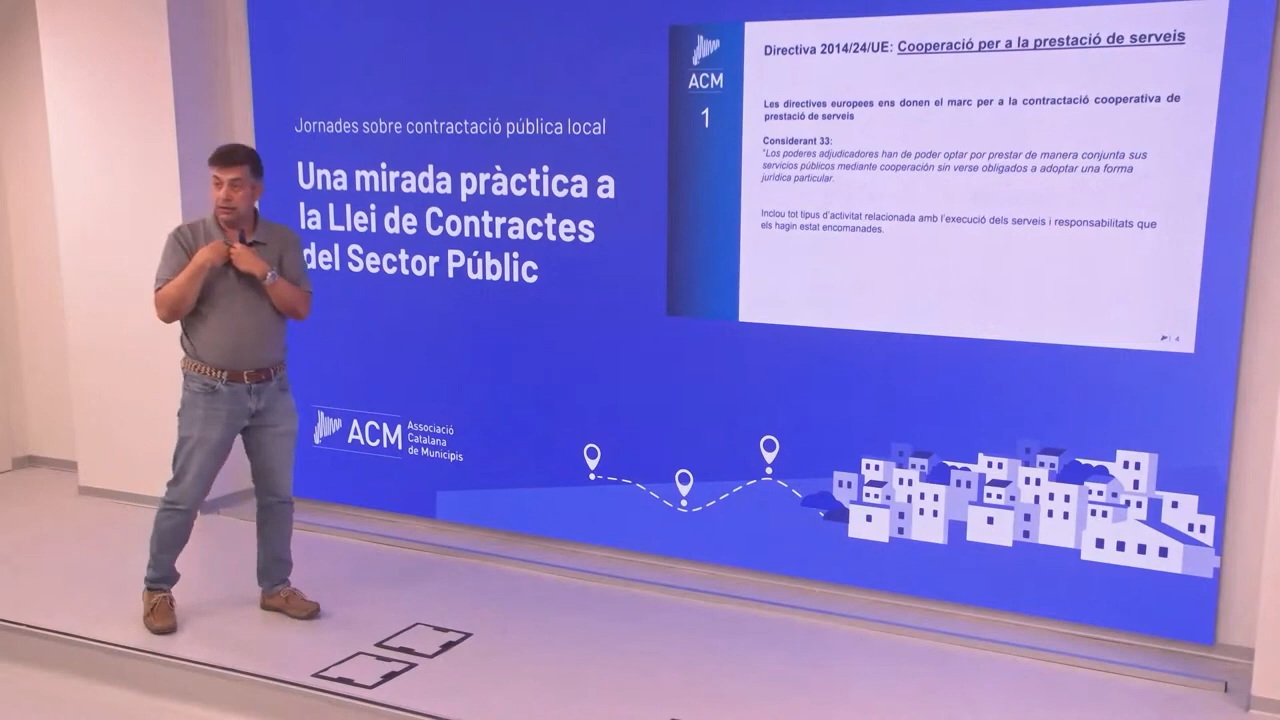 Jornades sobre contractació pública local
Una mirada pràctica a
la Llei de Contractes
del Sector Públic
ACM
Associació
Catalana
de Municipis
ACM
1
Directiva 2014/24/UE: Cooperació per a la prestació de serveis
Les directives europees ens donen el marc per a la contractació cooperativa de
prestació de serveis
Considerant 33:
"Los poderes adjudicadores han de poder optar por prestar de manera conjunta sus
servicios públicos mediante cooperación sin verse obligados a adoptar una forma
jurídica particular.
Inclou tot tipus d'activitat relacionada amb l'execució dels serveis i responsabilitats que
els hagin estat encomanades.
4